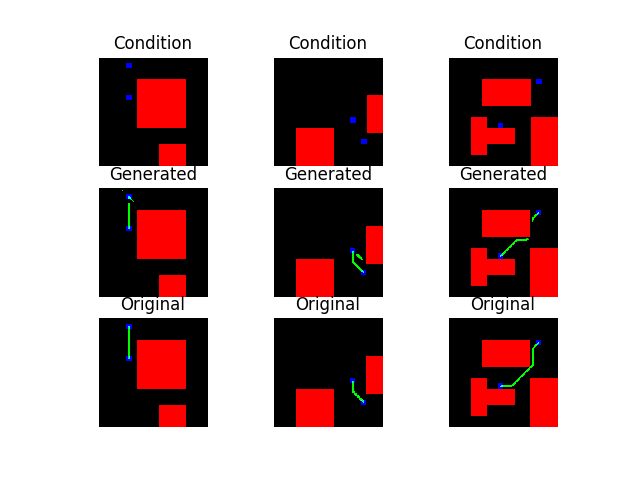 Condition Condition Condition
Generated Generated Generated
Original Original Original